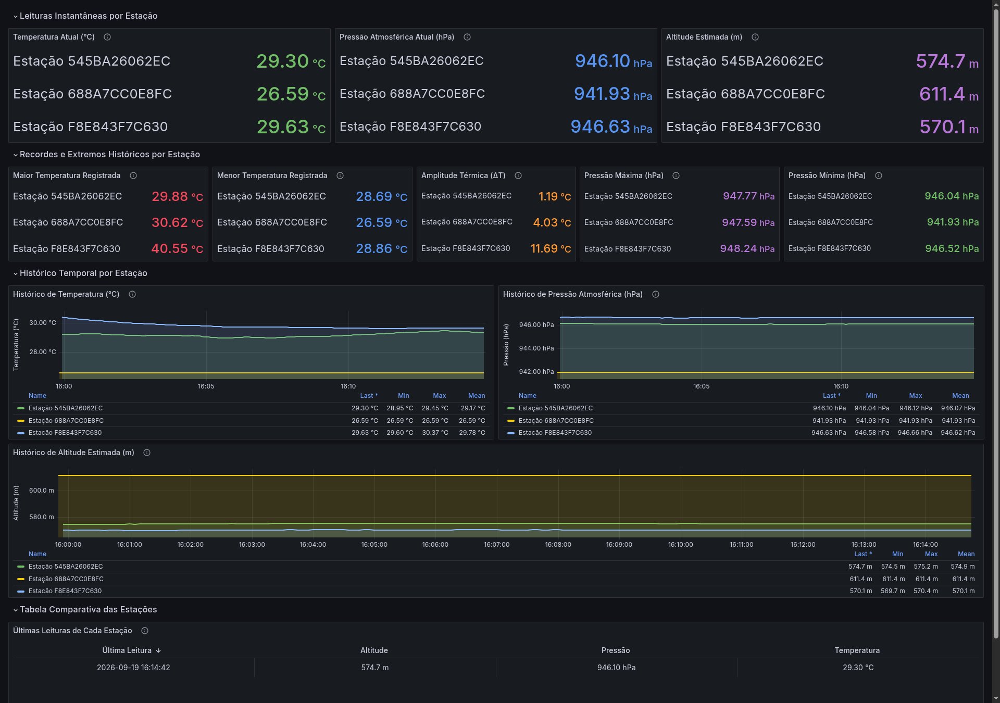 Leituras Instantâneas por Estação
Temperatura Atual (°C)
Estação 545BA26062EC 29.30 °C
Estação 688A7CC0E8FC 26.59 °C
Estação F8E843F7C630 29.63 °C
Pressão Atmosférica Atual (hPa)
Estação 545BA26062EC 946.10 hPa
Estação 688A7CC0E8FC 941.93 hPa
Estação F8E843F7C630 946.63 hPa
Altitude Estimada (m)
Estação 545BA26062EC 574.7 m
Estação 688A7CC0E8FC 611.4 m
Estação F8E843F7C630 570.1 m
Recordes e Extremos Históricos por Estação
Maior Temperatura Registrada
Estação 545BA26062EC 29.88 °C
Estação 688A7CC0E8FC 30.62 °C
Estação F8E843F7C630 40.55 °C
Menor Temperatura Registrada
Estação 545BA26062EC 28.69 °C
Estação 688A7CC0E8FC 26.59 °C
Estação F8E843F7C630 28.86 °C
Amplitude Térmica (ΔT)
Estação 545BA26062EC 1.19 °C
Estação 688A7CC0E8FC 4.03 °C
Estação F8E843F7C630 11.69 °C
Pressão Máxima (hPa)
Estação 545BA26062EC 947.77 hPa
Estação 688A7CC0E8FC 947.59 hPa
Estação F8E843F7C630 948.24 hPa
Pressão Mínima (hPa)
Estação 545BA26062EC 946.04 hPa
Estação 688A7CC0E8FC 941.93 hPa
Estação F8E843F7C630 946.52 hPa
Histórico Temporal por Estação
Histórico de Temperatura (°C)
Temperatura (°C)
30.00 °C
28.00 °C
16:00 16:05 16:10
Name Last * Min Max Mean
Estação 545BA26062EC 29.30 °C 28.95 °C 29.45 °C 29.17 °C
Estação 688A7CC0E8FC 26.59 °C 26.59 °C 26.59 °C 26.59 °C
Estação F8E843F7C630 29.63 °C 29.60 °C 30.37 °C 29.78 °C
Histórico de Pressão Atmosférica (hPa)
Pressão (hPa)
946.00 hPa
944.00 hPa
942.00 hPa
16:00 16:05 16:10
Name Last * Min Max Mean
Estação 545BA26062EC 946.10 hPa 946.04 hPa 946.12 hPa 946.07 hPa
Estação 688A7CC0E8FC 941.93 hPa 941.93 hPa 941.93 hPa 941.93 hPa
Estação F8E843F7C630 946.63 hPa 946.58 hPa 946.66 hPa 946.62 hPa
Histórico de Altitude Estimada (m)
Altitude (m)
600.0 m
580.0 m
16:00:00 16:01:00 16:02:00 16:03:00 16:04:00 16:05:00 16:06:00 16:07:00 16:08:00 16:09:00 16:10:00 16:11:00 16:12:00 16:13:00 16:14:00
Name Last * Min Max Mean
Estação 545BA26062EC 574.7 m 574.5 m 575.2 m 574.9 m
Estação 688A7CC0E8FC 611.4 m 611.4 m 611.4 m 611.4 m
Estação F8E843F7C630 570.1 m 569.7 m 570.4 m 570.1 m
Tabela Comparativa das Estações
Últimas Leituras de Cada Estação
Última Leitura Altitude Pressão Temperatura
2026-09-19 16:14:42 574.7 m 946.10 hPa 29.30 °C